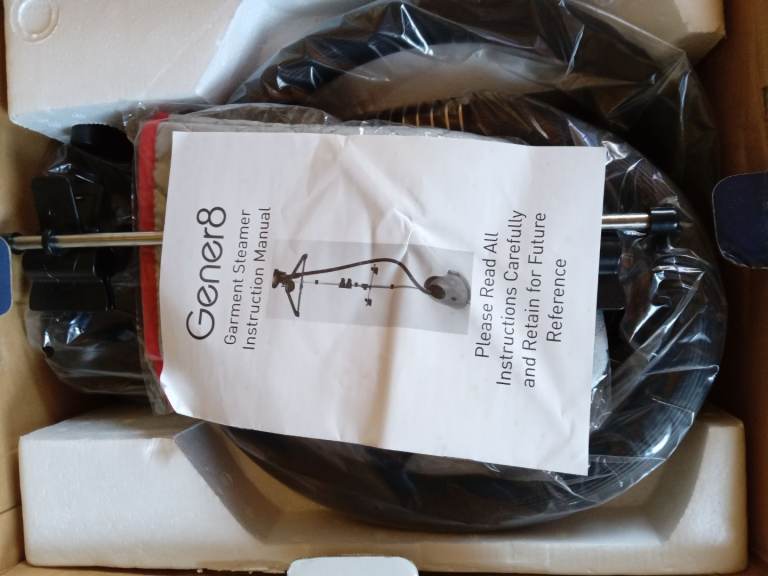 Gener8
Garment Steamer
Instruction Manual
Please Read All
Instructions Carefully
and Retain for Future
Reference